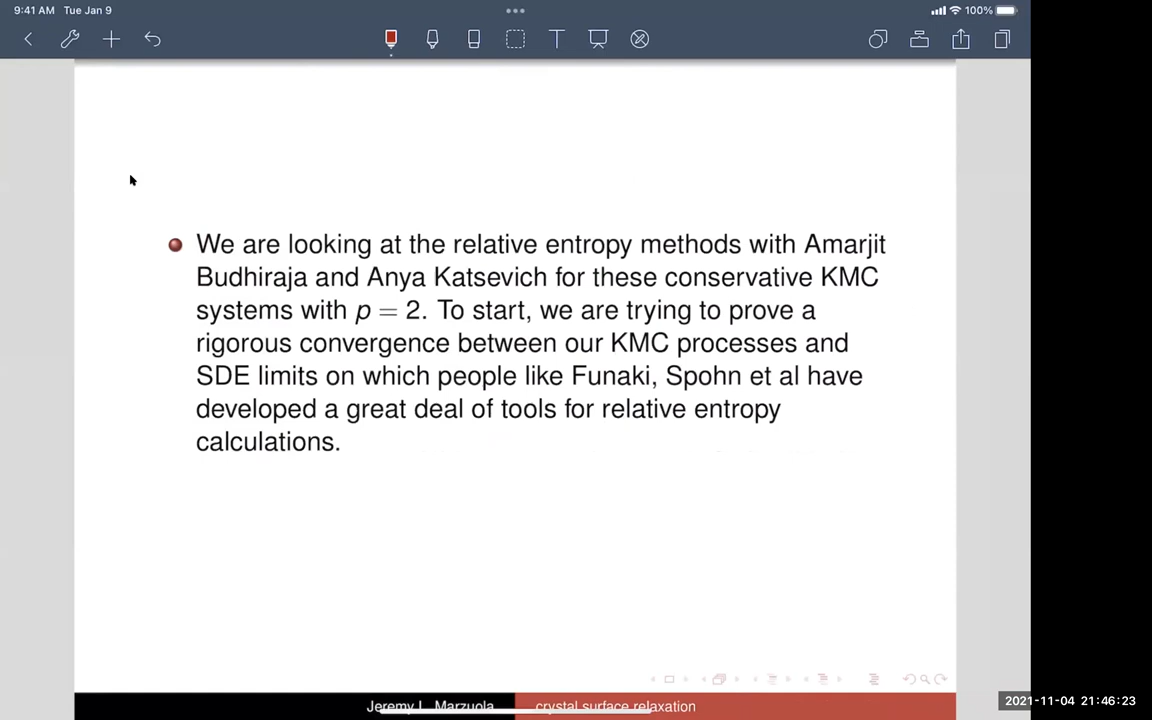 9:41 AM Tue Jan 9
100%
We are looking at the relative entropy methods with Amarjit
Budhiraja and Anya Katsevich for these conservative KMC
systems with p = 2. To start, we are trying to prove a
rigorous convergence between our KMC processes and
SDE limits on which people like Funaki, Spohn et al have
developed a great deal of tools for relative entropy
calculations.
Jeremy L. Marzuola crystal surface relaxation
2021-11-04 21:46:23